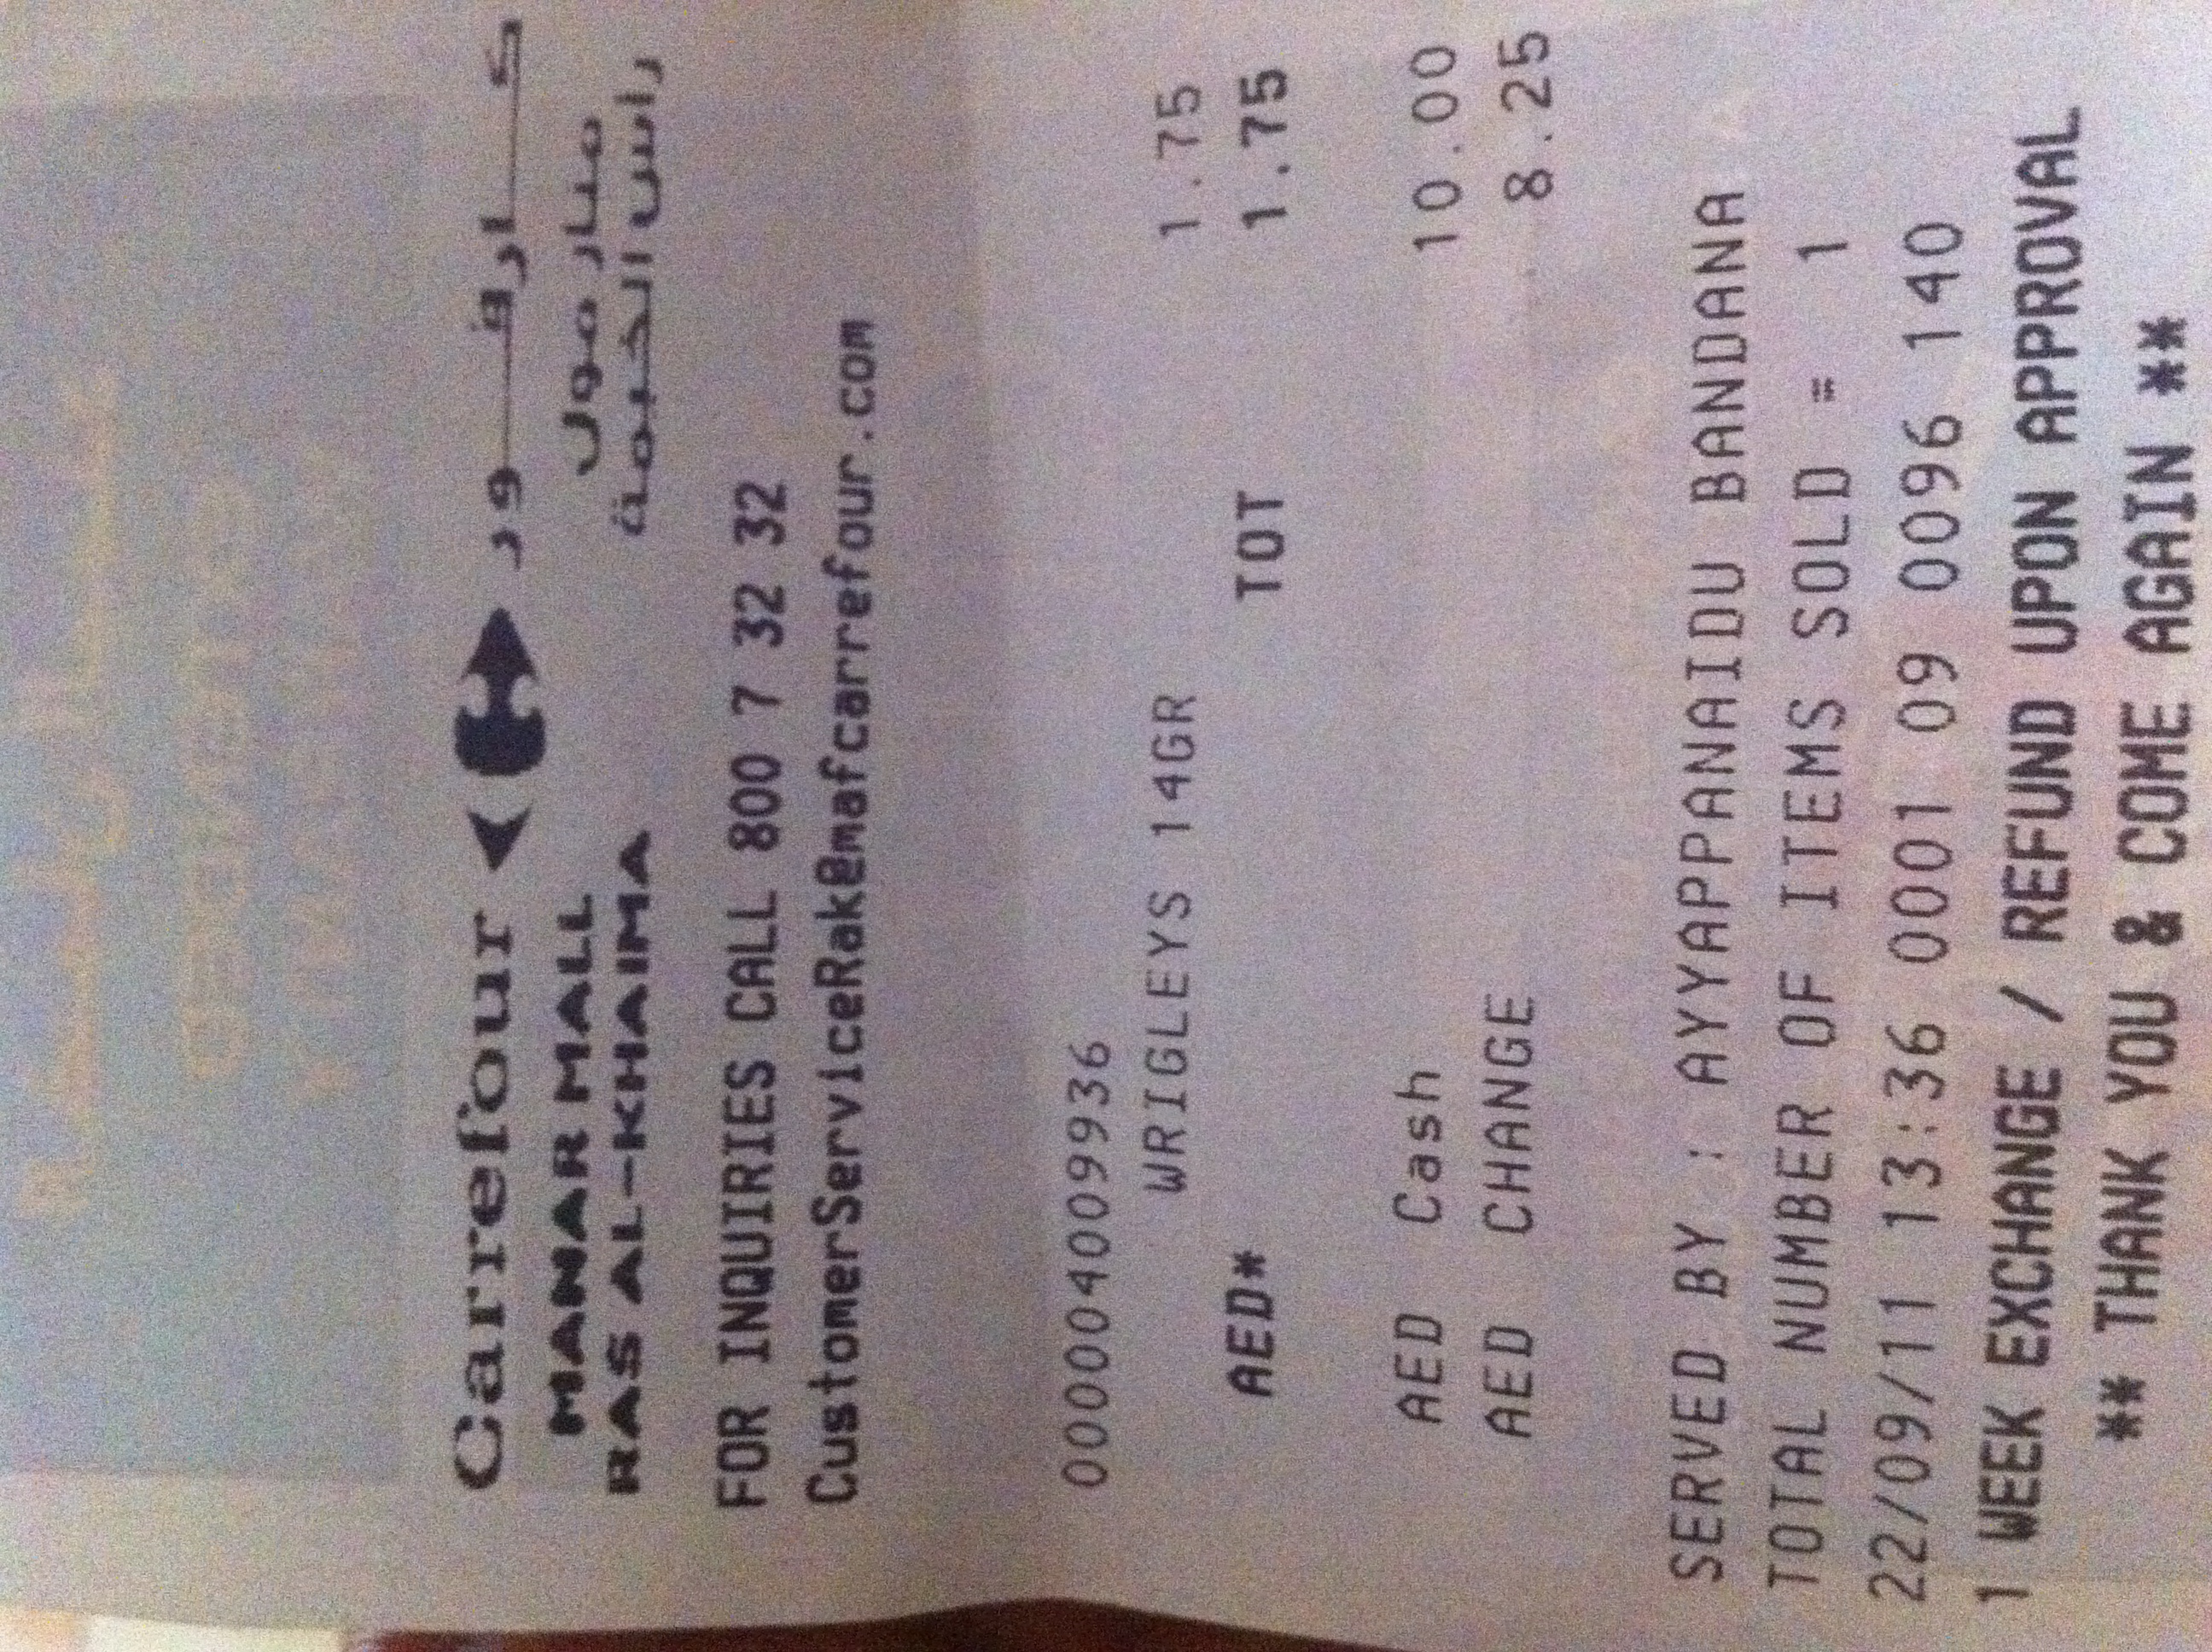 Carrefour كـــارفـــور
MANAR MALL منار مول
RAS AL-KHAIMA راس الخيمة
FOR INQUIRIES CALL 800 7 32 32
CustomerServiceRak@mafcarrefour.com
0000040099936
WRIGLEYS 14GR 1.75
AED* TOT 1.75
AED Cash 10.00
AED CHANGE 8.25
SERVED BY : AYYAPPANAIDU BANDANA
TOTAL NUMBER OF ITEMS SOLD = 1
22/09/11 13:36 0001 09 0096 140
1 WEEK EXCHANGE / REFUND UPON APPROVAL
** THANK YOU & COME AGAIN **